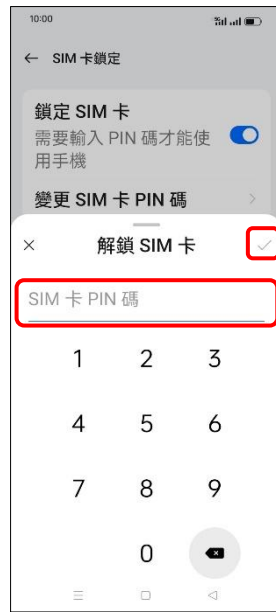 10:00
← SIM 卡鎖定
鎖定 SIM 卡
需要輸入 PIN 碼才能使
用手機
變更 SIM 卡 PIN 碼
解鎖 SIM 卡
SIM 卡 PIN 碼
1 2 3
4 5 6
7 8 9
0